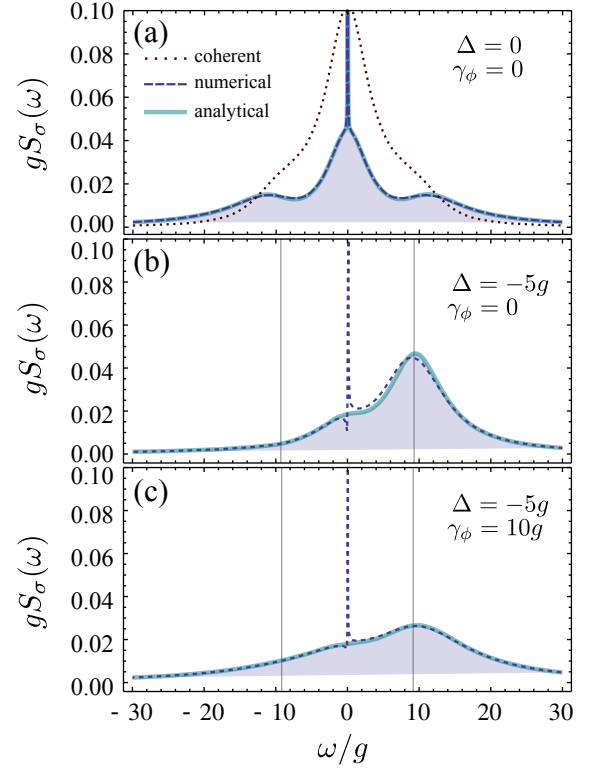 (a)
coherent
numerical
analytical
Δ = 0
γ_ϕ = 0
0.10
0.08
0.06
0.04
0.02
0.00
gS_σ(ω)
(b)
Δ = −5g
γ_ϕ = 0
0.10
0.08
0.06
0.04
0.02
0.00
gS_σ(ω)
(c)
Δ = −5g
γ_ϕ = 10g
0.10
0.08
0.06
0.04
0.02
0.00
gS_σ(ω)
- 30 - 20 - 10 0 10 20 30
ω/g